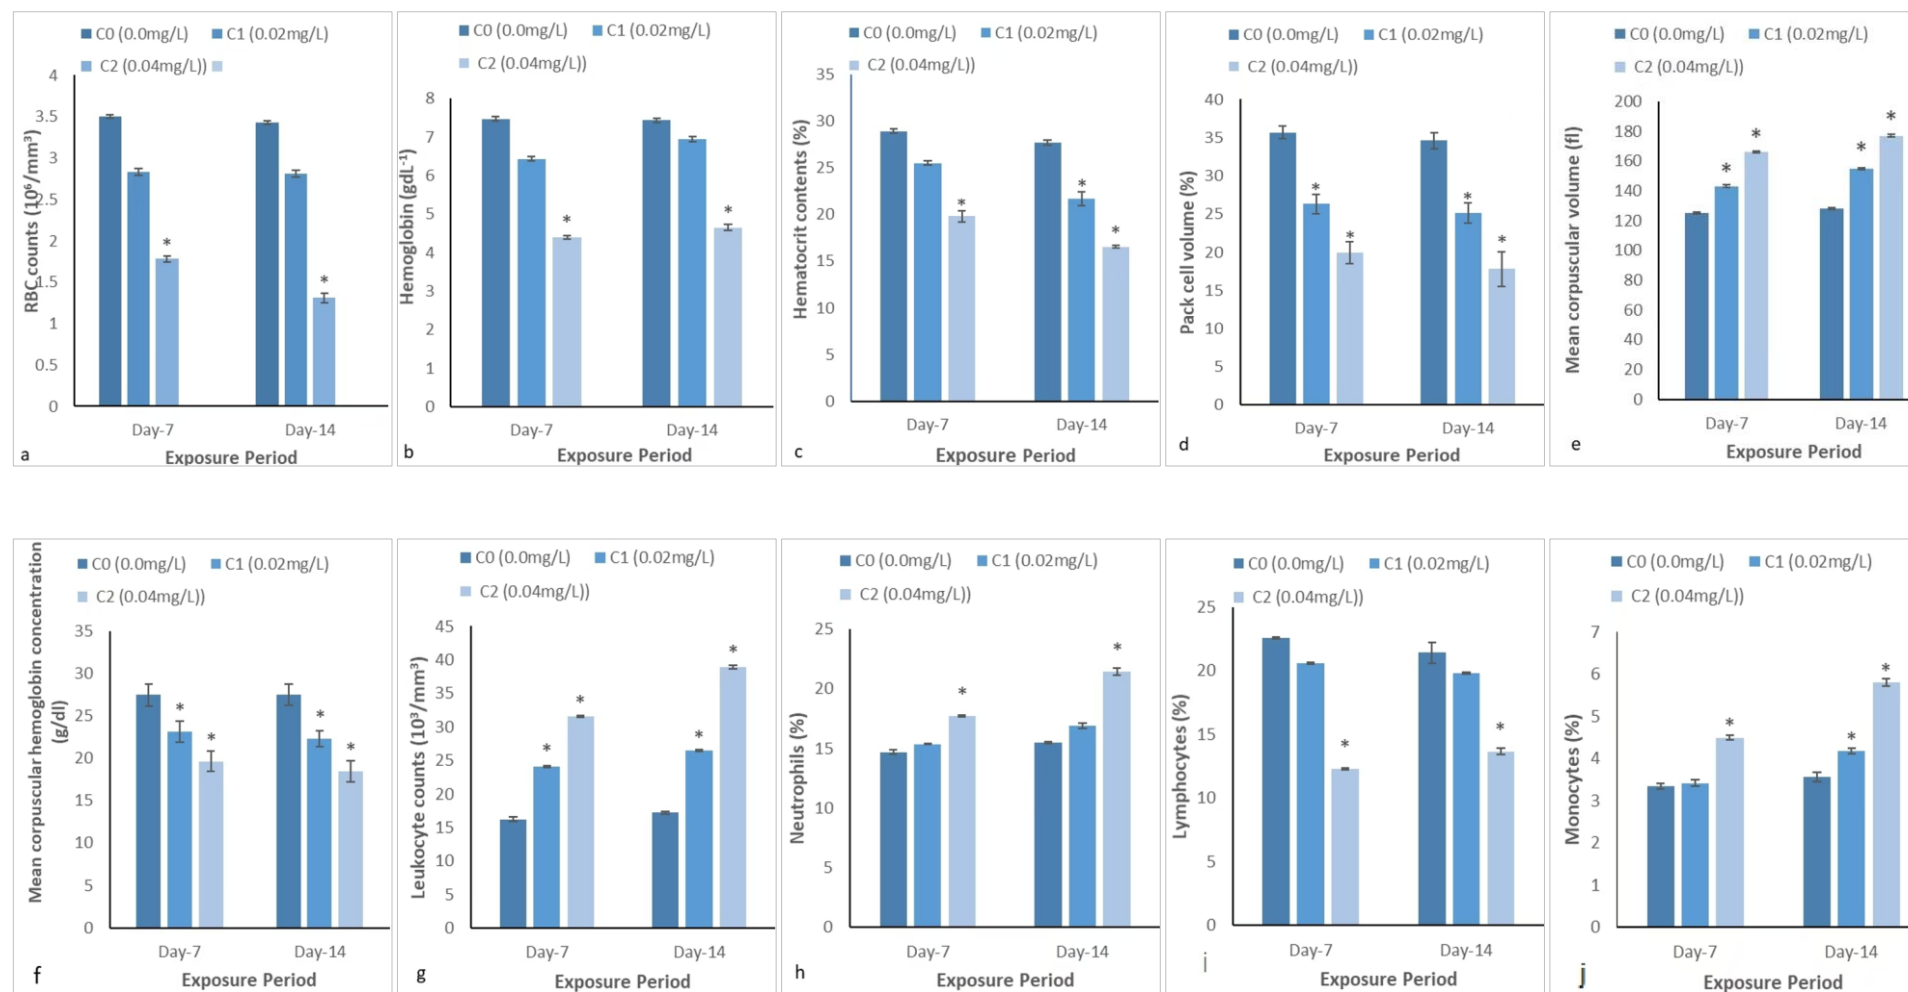 C0 (0.0mg/L) C1 (0.02mg/L)
C2 (0.04mg/L))
4
3.5
3
2.5
2
1.5
1
0.5
0
RBC counts (10⁶/mm³)
*
*
Day-7 Day-14
Exposure Period
a
C0 (0.0mg/L) C1 (0.02mg/L)
C2 (0.04mg/L))
8
7
6
5
4
3
2
1
0
Hemoglobin (gdL⁻¹)
*
*
Day-7 Day-14
Exposure Period
b
C0 (0.0mg/L) C1 (0.02mg/L)
C2 (0.04mg/L))
35
30
25
20
15
10
5
0
Hematocrit contents (%)
*
* *
Day-7 Day-14
Exposure Period
c
C0 (0.0mg/L) C1 (0.02mg/L)
C2 (0.04mg/L))
40
35
30
25
20
15
10
5
0
Pack cell volume (%)
* *
* *
Day-7 Day-14
Exposure Period
d
C0 (0.0mg/L) C1 (0.02mg/L)
C2 (0.04mg/L))
200
180
160
140
120
100
80
60
40
20
0
Mean corpuscular volume (fl)
* *
* *
Day-7 Day-14
Exposure Period
e
C0 (0.0mg/L) C1 (0.02mg/L)
C2 (0.04mg/L))
35
30
25
20
15
10
5
0
Mean corpuscular hemoglobin concentration
(g/dl)
* *
* *
Day-7 Day-14
Exposure Period
f
C0 (0.0mg/L) C1 (0.02mg/L)
C2 (0.04mg/L))
45
40
35
30
25
20
15
10
5
0
Leukocyte counts (10³/mm³)
* *
* *
Day-7 Day-14
Exposure Period
g
C0 (0.0mg/L) C1 (0.02mg/L)
C2 (0.04mg/L))
25
20
15
10
5
0
Neutrophils (%)
*
*
Day-7 Day-14
Exposure Period
h
C0 (0.0mg/L) C1 (0.02mg/L)
C2 (0.04mg/L))
25
20
15
10
5
0
Lymphocytes (%)
*
*
Day-7 Day-14
Exposure Period
i
C0 (0.0mg/L) C1 (0.02mg/L)
C2 (0.04mg/L))
7
6
5
4
3
2
1
0
Monocytes (%)
*
* *
Day-7 Day-14
Exposure Period
j